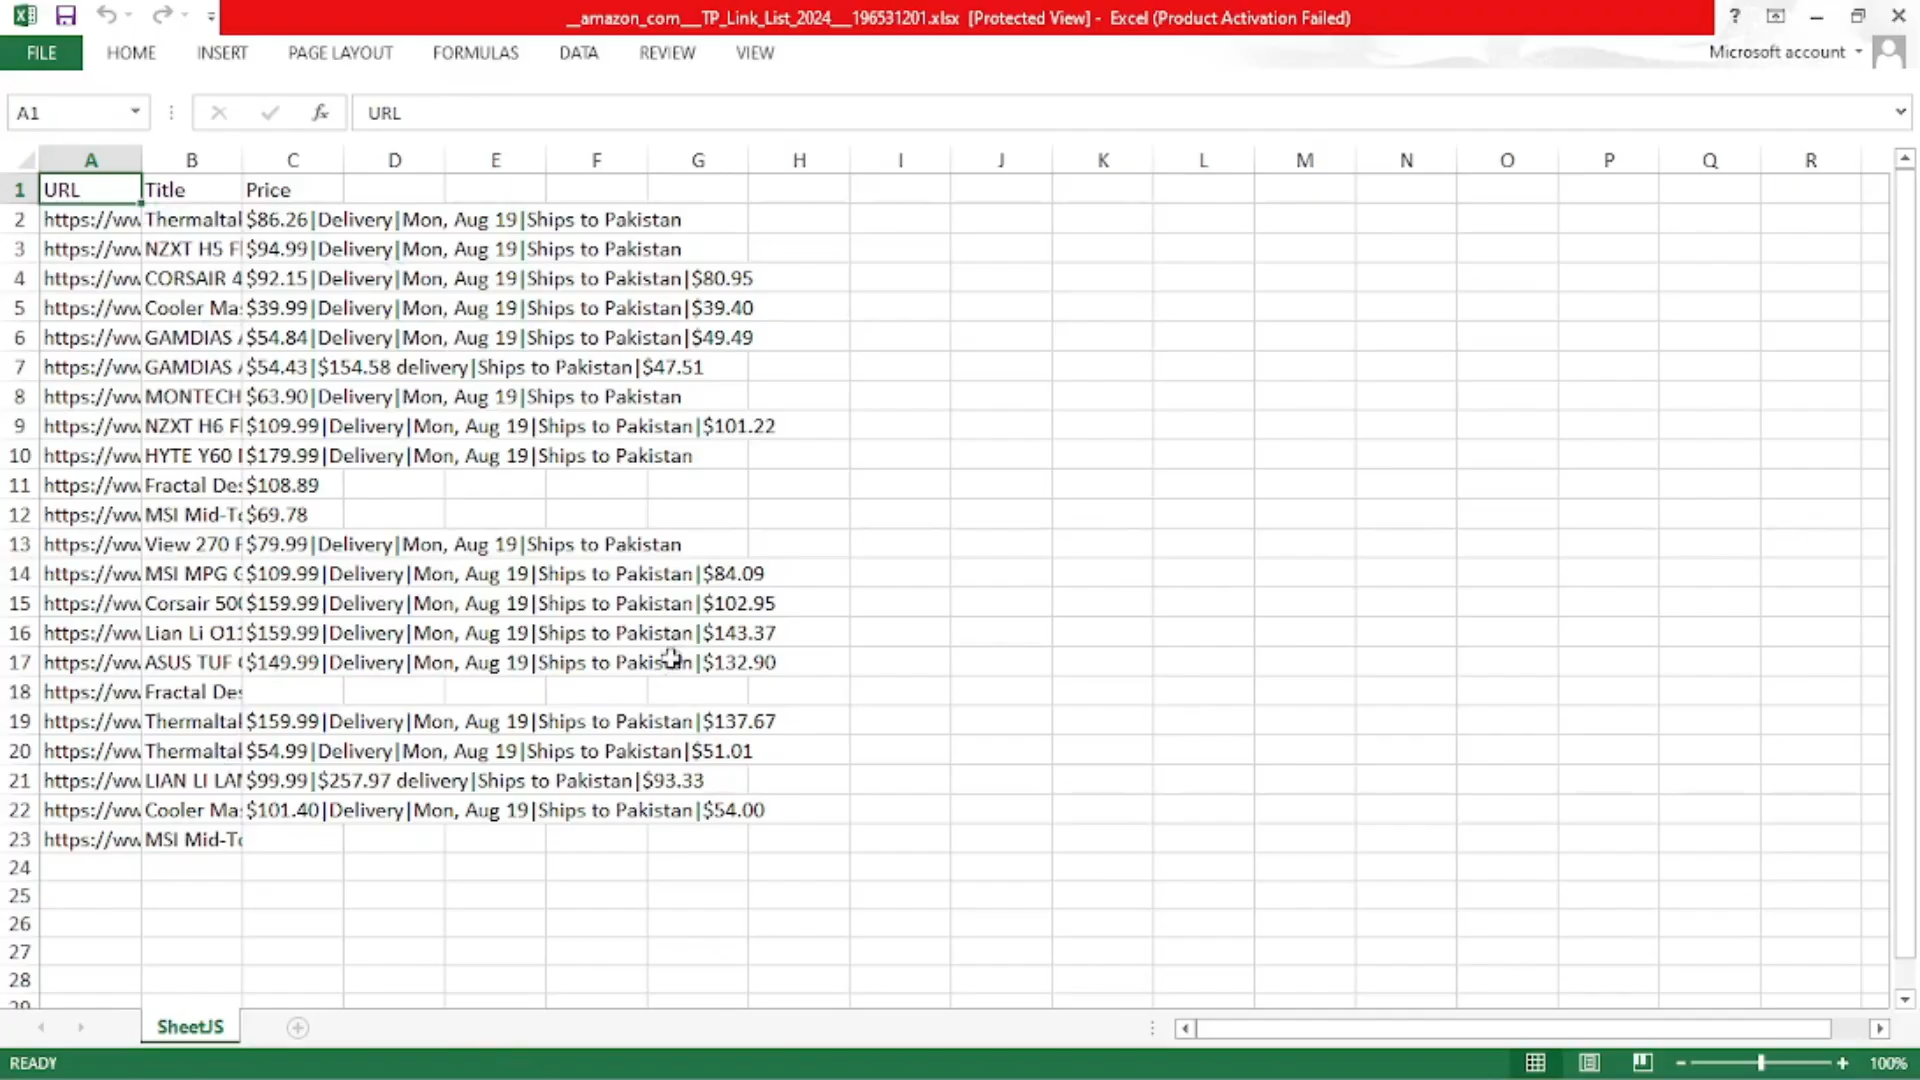 __amazon_com___TP_Link_List_2024___196531201.xlsx [Protected View] - Excel (Product Activation Failed)
FILE HOME INSERT PAGE LAYOUT FORMULAS DATA REVIEW VIEW Microsoft account
A1 fx URL
A B C D E F G H I J K L M N O P Q R
1 URL Title Price
2 https://ww Thermaltal $86.26|Delivery|Mon, Aug 19|Ships to Pakistan
3 https://ww NZXT H5 F $94.99|Delivery|Mon, Aug 19|Ships to Pakistan
4 https://ww CORSAIR 4 $92.15|Delivery|Mon, Aug 19|Ships to Pakistan|$80.95
5 https://ww Cooler Ma $39.99|Delivery|Mon, Aug 19|Ships to Pakistan|$39.40
6 https://ww GAMDIAS $54.84|Delivery|Mon, Aug 19|Ships to Pakistan|$49.49
7 https://ww GAMDIAS $54.43|$154.58 delivery|Ships to Pakistan|$47.51
8 https://ww MONTECH $63.90|Delivery|Mon, Aug 19|Ships to Pakistan
9 https://ww NZXT H6 F $109.99|Delivery|Mon, Aug 19|Ships to Pakistan|$101.22
10 https://ww HYTE Y60 $179.99|Delivery|Mon, Aug 19|Ships to Pakistan
11 https://ww Fractal Des $108.89
12 https://ww MSI Mid-To $69.78
13 https://ww View 270 $79.99|Delivery|Mon, Aug 19|Ships to Pakistan
14 https://ww MSI MPG $109.99|Delivery|Mon, Aug 19|Ships to Pakistan|$84.09
15 https://ww Corsair 500 $159.99|Delivery|Mon, Aug 19|Ships to Pakistan|$102.95
16 https://ww Lian Li O11 $159.99|Delivery|Mon, Aug 19|Ships to Pakistan|$143.37
17 https://ww ASUS TUF $149.99|Delivery|Mon, Aug 19|Ships to Pakistan|$132.90
18 https://ww Fractal Des
19 https://ww Thermaltal $159.99|Delivery|Mon, Aug 19|Ships to Pakistan|$137.67
20 https://ww Thermaltal $54.99|Delivery|Mon, Aug 19|Ships to Pakistan|$51.01
21 https://ww LIAN LI LAN $99.99|$257.97 delivery|Ships to Pakistan|$93.33
22 https://ww Cooler Ma $101.40|Delivery|Mon, Aug 19|Ships to Pakistan|$54.00
23 https://ww MSI Mid-To
24
25
26
27
28
29
SheetJS
READY 100%